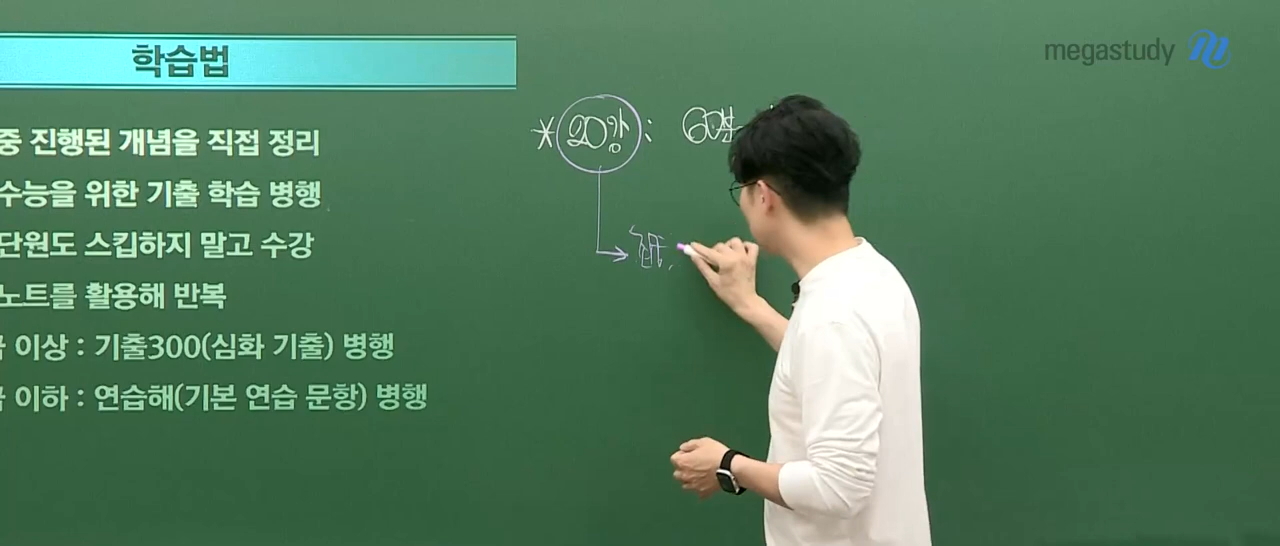 megastudy
학습법
중 진행된 개념을 직접 정리
수능을 위한 기출 학습 병행
단원도 스킵하지 말고 수강
노트를 활용해 반복
이상 : 기출300(심화 기출) 병행
이하 : 연습해(기본 연습 문항) 병행
* 20강 : 60분